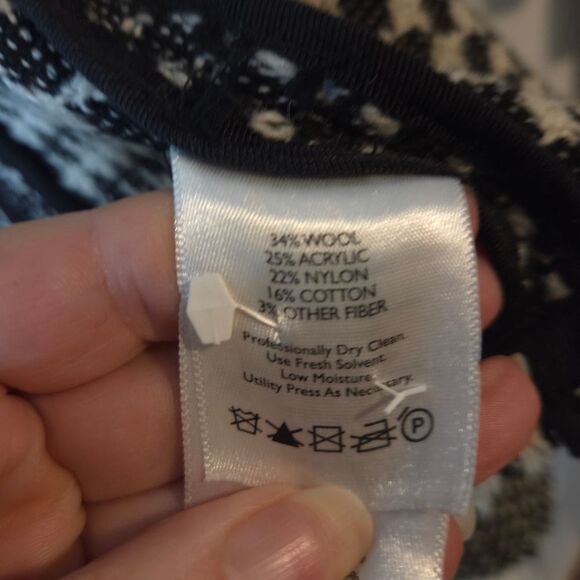 34% WOOL
25% ACRYLIC
22% NYLON
16% COTTON
3% OTHER FIBER
Professionally Dry Clean.
Use Fresh Solvent.
Low Moisture.
Utility Press As Necessary.
P